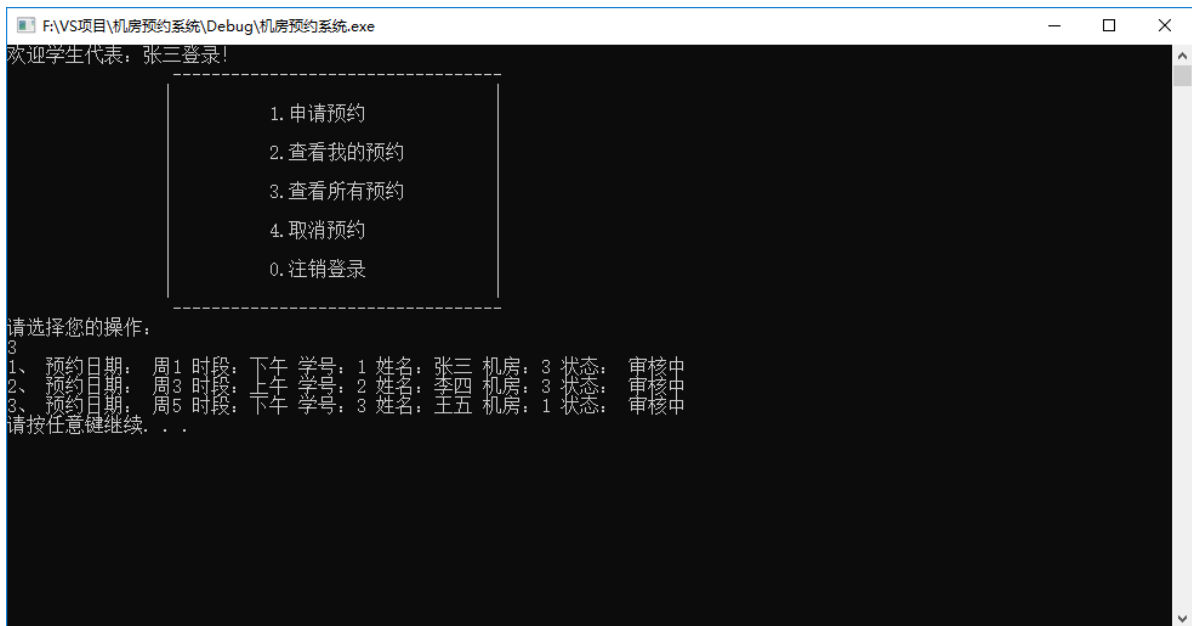 F:\VS项目\机房预约系统\Debug\机房预约系统.exe
欢迎学生代表：张三登录！
----------------------------------
1.申请预约
2.查看我的预约
3.查看所有预约
4.取消预约
0.注销登录
----------------------------------
请选择您的操作：
3
1、 预约日期： 周1 时段：下午 学号：1 姓名：张三 机房：3 状态： 审核中
2、 预约日期： 周3 时段：上午 学号：2 姓名：李四 机房：3 状态： 审核中
3、 预约日期： 周5 时段：下午 学号：3 姓名：王五 机房：1 状态： 审核中
请按任意键继续. . .